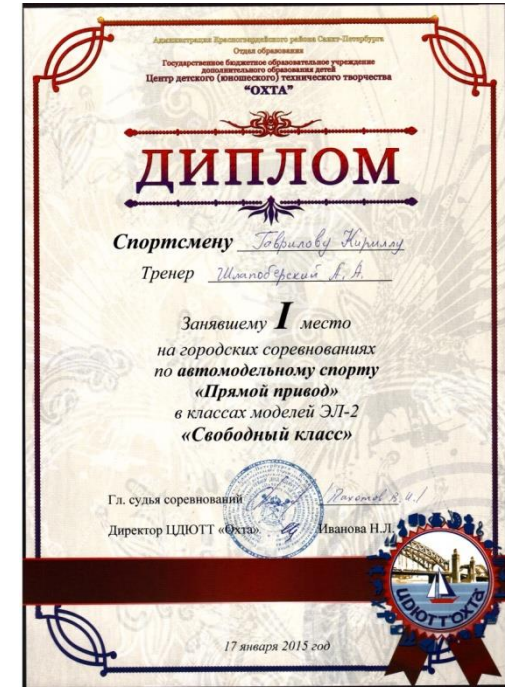 Администрация Красногвардейского района Санкт-Петербурга
Отдел образования
Государственное бюджетное образовательное учреждение
дополнительного образования детей
Центр детского (юношеского) технического творчества
"ОХТА"
ДИПЛОМ
Спортсмену Гаврилову Кириллу
Тренер А. А.
Занявшему I место
на городских соревнованиях
по автомодельному спорту
«Прямой привод»
в классах моделей ЭЛ-2
«Свободный класс»
Гл. судья соревнований /Пахомов В.И./
Директор ЦДЮТТ «Охта» Иванова Н.Л.
ЦДЮТТ ОХТА
17 января 2015 год